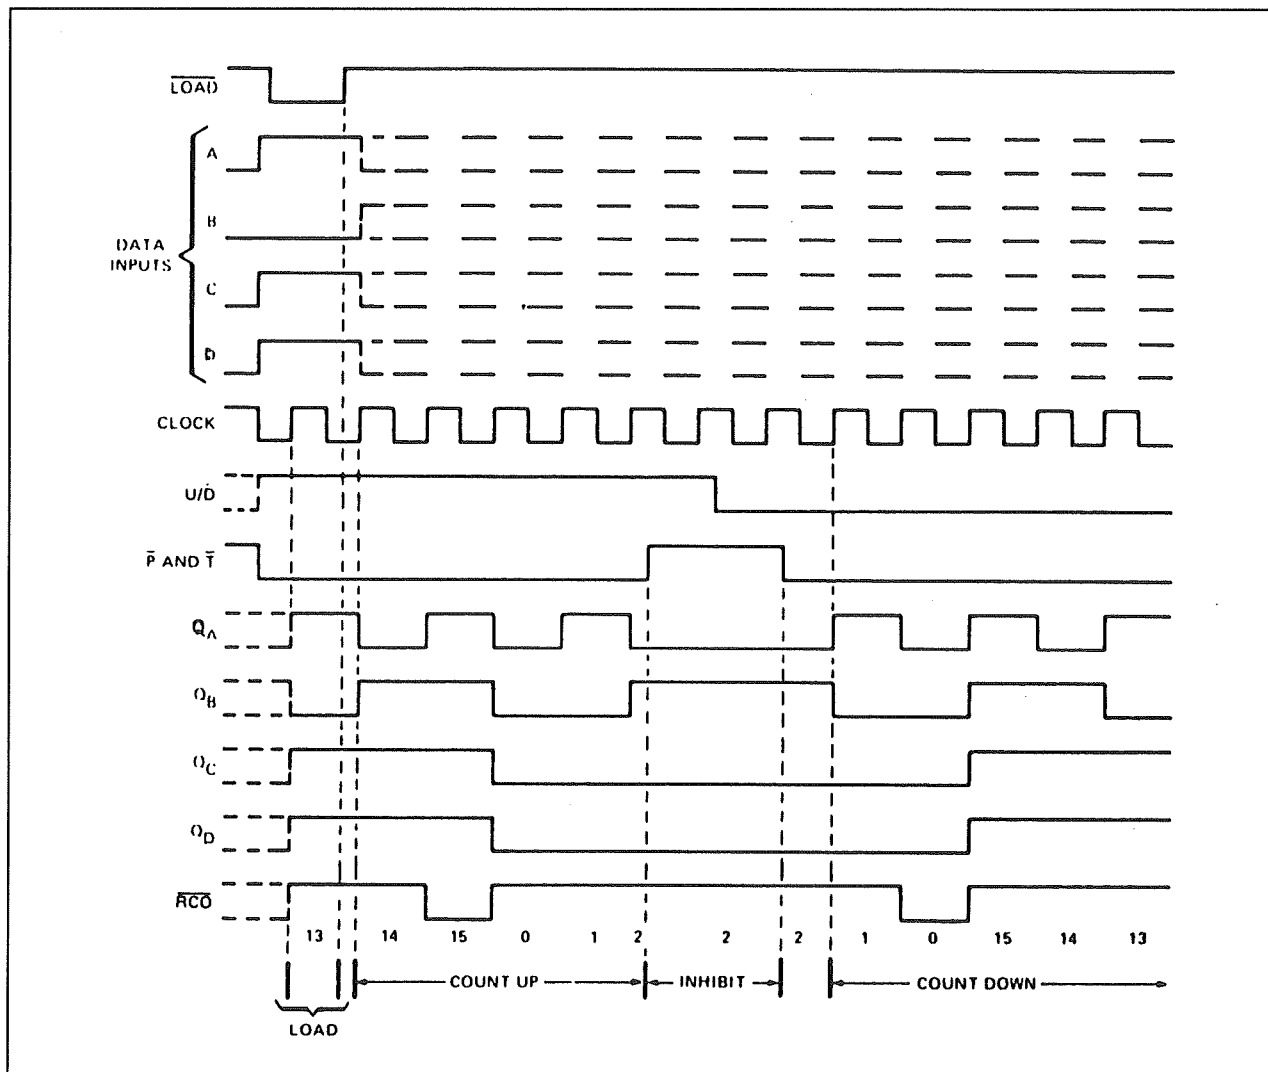 LOAD
A
B
DATA
INPUTS
C
D
CLOCK
U/D
P̄ AND T̄
QA
QB
QC
QD
RCO
13 14 15 0 1 2 2 2 1 0 15 14 13
COUNT UP INHIBIT COUNT DOWN
LOAD